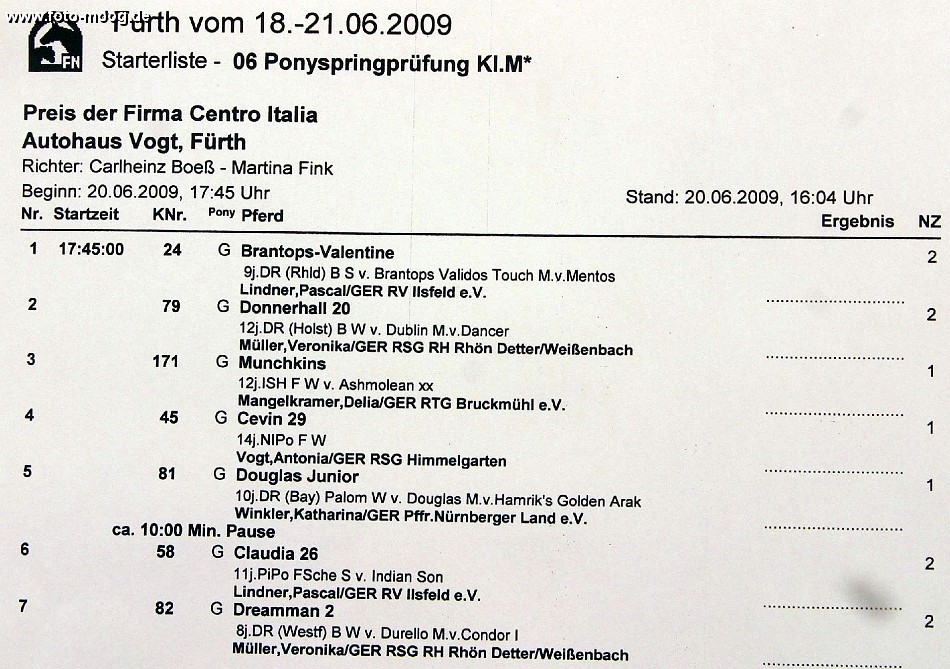 www.foto-moog.de
Fürth vom 18.-21.06.2009
FN
Starterliste - 06 Ponyspringprüfung Kl.M*
Preis der Firma Centro Italia
Autohaus Vogt, Fürth
Richter: Carlheinz Boeß - Martina Fink
Beginn: 20.06.2009, 17:45 Uhr Stand: 20.06.2009, 16:04 Uhr
Nr. Startzeit KNr. Pony Pferd Ergebnis NZ
1 17:45:00 24 G Brantops-Valentine 2
9j.DR (Rhld) B S v. Brantops Validos Touch M.v.Mentos
Lindner,Pascal/GER RV Ilsfeld e.V.
2 79 G Donnerhall 20 2
12j.DR (Holst) B W v. Dublin M.v.Dancer
Müller,Veronika/GER RSG RH Rhön Detter/Weißenbach
3 171 G Munchkins 1
12j.ISH F W v. Ashmolean xx
Mangelkramer,Delia/GER RTG Bruckmühl e.V.
4 45 G Cevin 29 1
14j.NlPo F W
Vogt,Antonia/GER RSG Himmelgarten
5 81 G Douglas Junior 1
10j.DR (Bay) Palom W v. Douglas M.v.Hamrik's Golden Arak
Winkler,Katharina/GER Pffr.Nürnberger Land e.V.
ca. 10:00 Min. Pause
6 58 G Claudia 26 2
11j.PiPo FSche S v. Indian Son
Lindner,Pascal/GER RV Ilsfeld e.V.
7 82 G Dreamman 2 2
8j.DR (Westf) B W v. Durello M.v.Condor I
Müller,Veronika/GER RSG RH Rhön Detter/Weißenbach